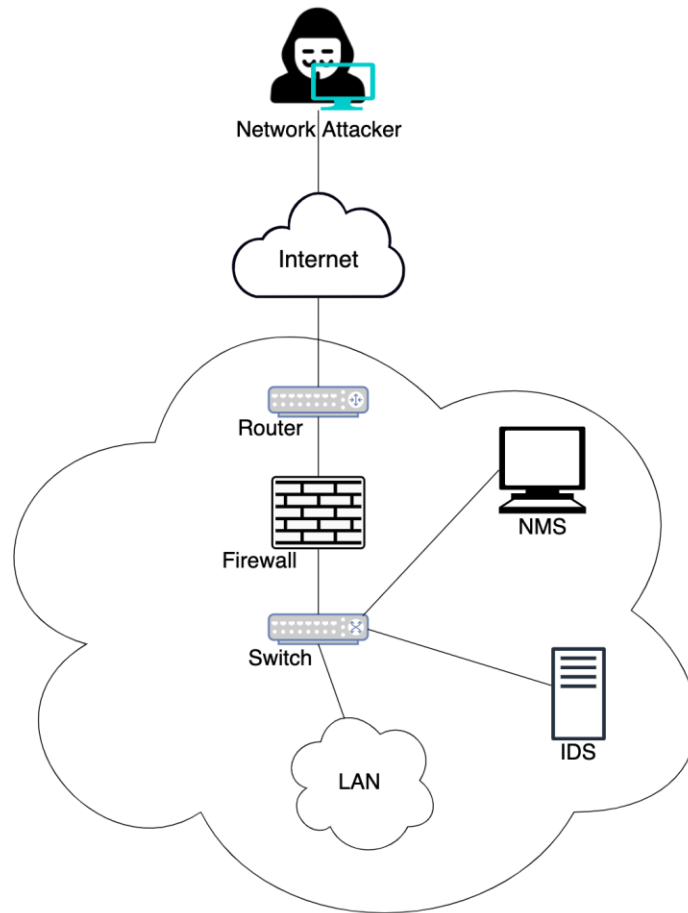 Network Attacker
Internet
Router
NMS
Firewall
Switch
IDS
LAN